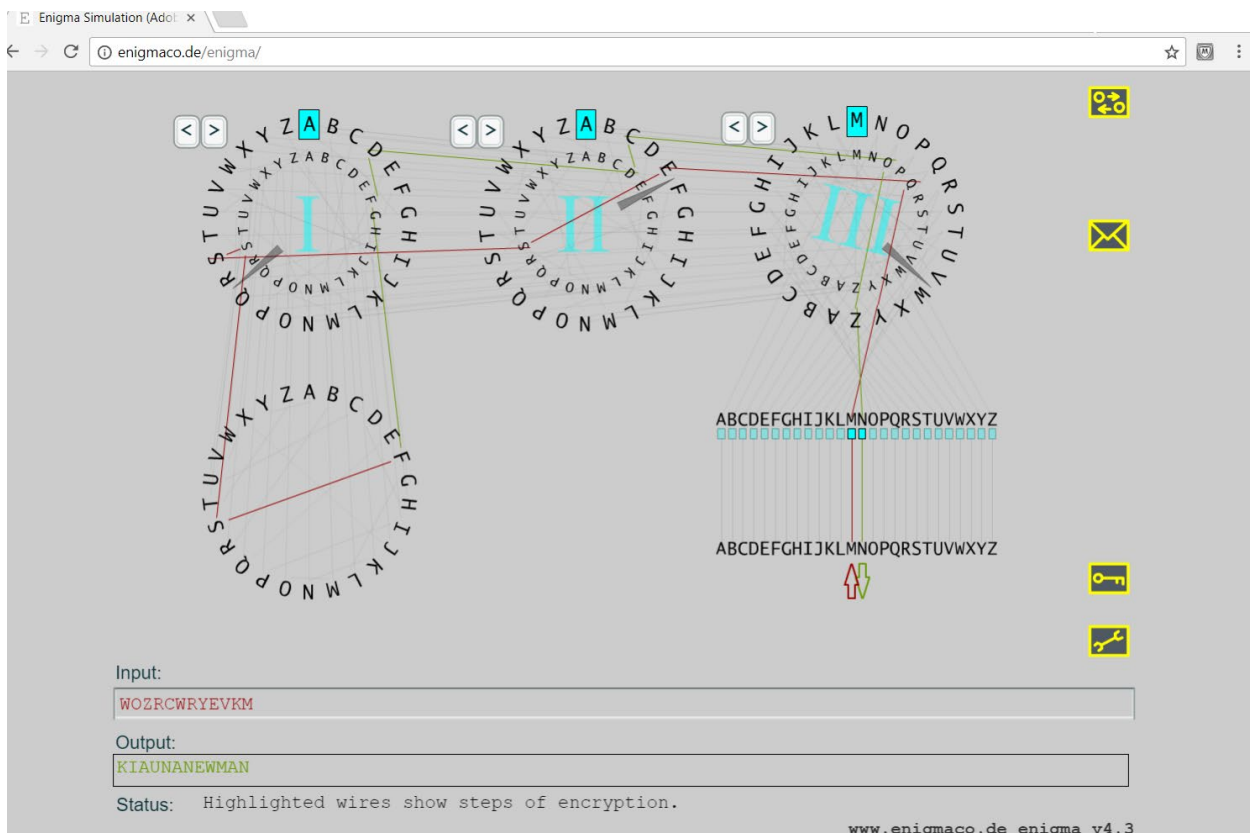 E Enigma Simulation (Adob ×
enigmaco.de/enigma/
< > < > < >
A A M
A B C D E F G H I J K L M N O P Q R S T U V W X Y Z
A B C D E F G H I J K L M N O P Q R S T U V W X Y Z
I
A B C D E F G H I J K L M N O P Q R S T U V W X Y Z
A B C D E F G H I J K L M N O P Q R S T U V W X Y Z
II
M N O P Q R S T U V W X Y Z A B C D E F G H I J K L
M N O P Q R S T U V W X Y Z A B C D E F G H I J K L
III
A B C D E F G H I J K L M N O P Q R S T U V W X Y Z
ABCDEFGHIJKLMNOPQRSTUVWXYZ
ABCDEFGHIJKLMNOPQRSTUVWXYZ
Input:
WOZRCWRYEVKM
Output:
KIAUNANEWMAN
Status: Highlighted wires show steps of encryption.
www.enigmaco.de enigma v4.3